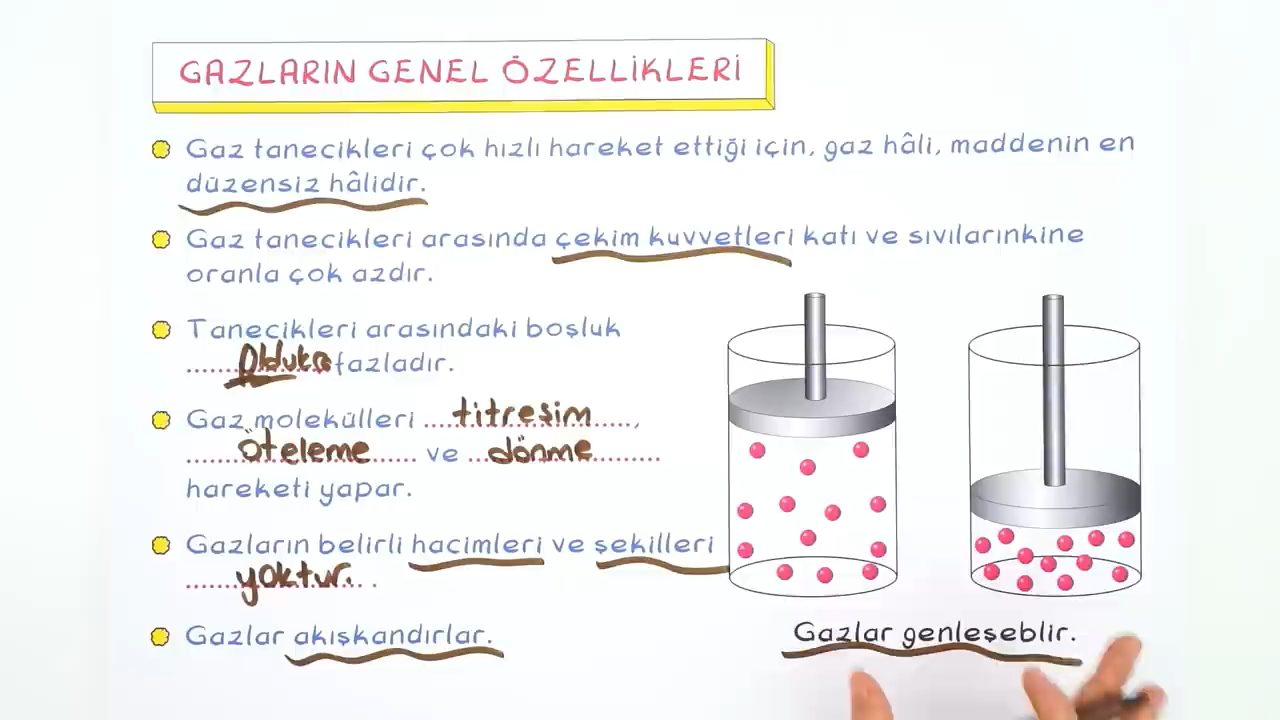 GAZLARIN GENEL ÖZELLİKLERİ
Gaz tanecikleri çok hızlı hareket ettiği için, gaz hâli, maddenin en
düzensiz hâlidir.
Gaz tanecikleri arasında çekim kuvvetleri katı ve sıvılarınkine
oranla çok azdır.
Tanecikleri arasındaki boşluk
........Oldukça fazladır.
Gaz molekülleri ....titreşim......,
........öteleme...... ve ...dönme..........
hareketi yapar.
Gazların belirli hacimleri ve şekilleri
.......yoktur... .
Gazlar akışkandırlar.
Gazlar genleşeblir.